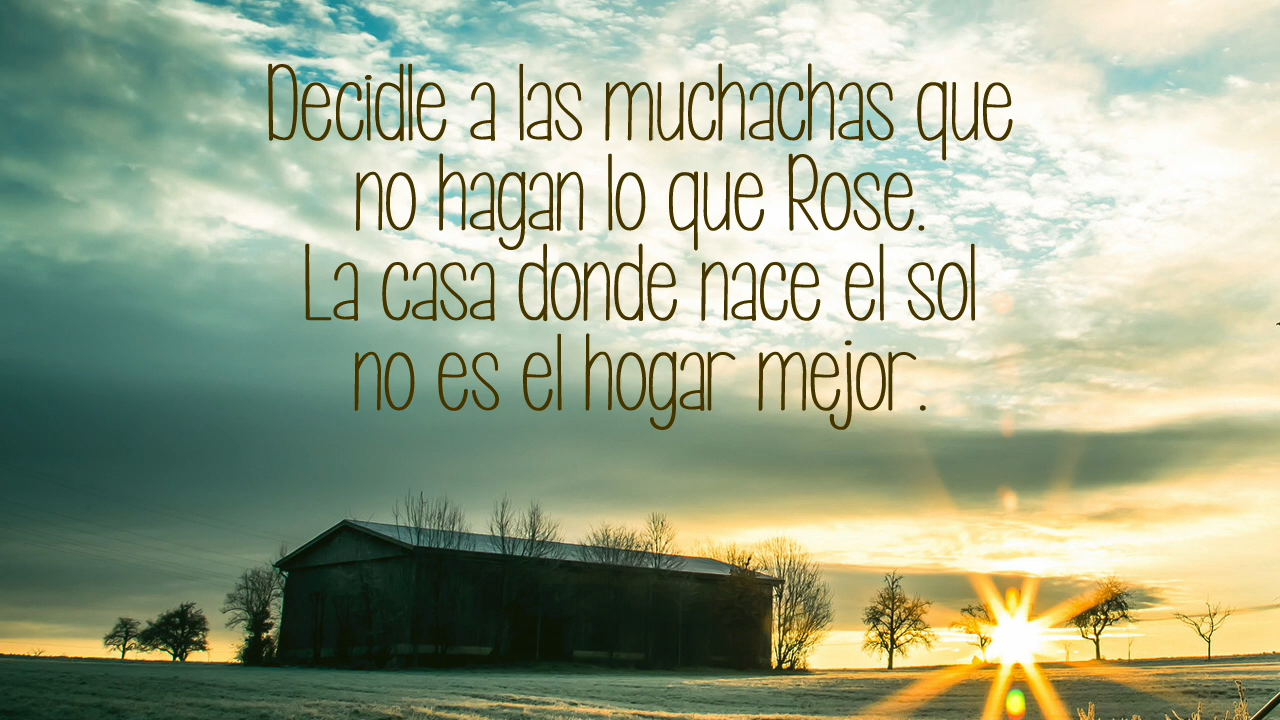 Decidle a las muchachas que
no hagan lo que Rose.
La casa donde nace el sol
no es el hogar mejor .